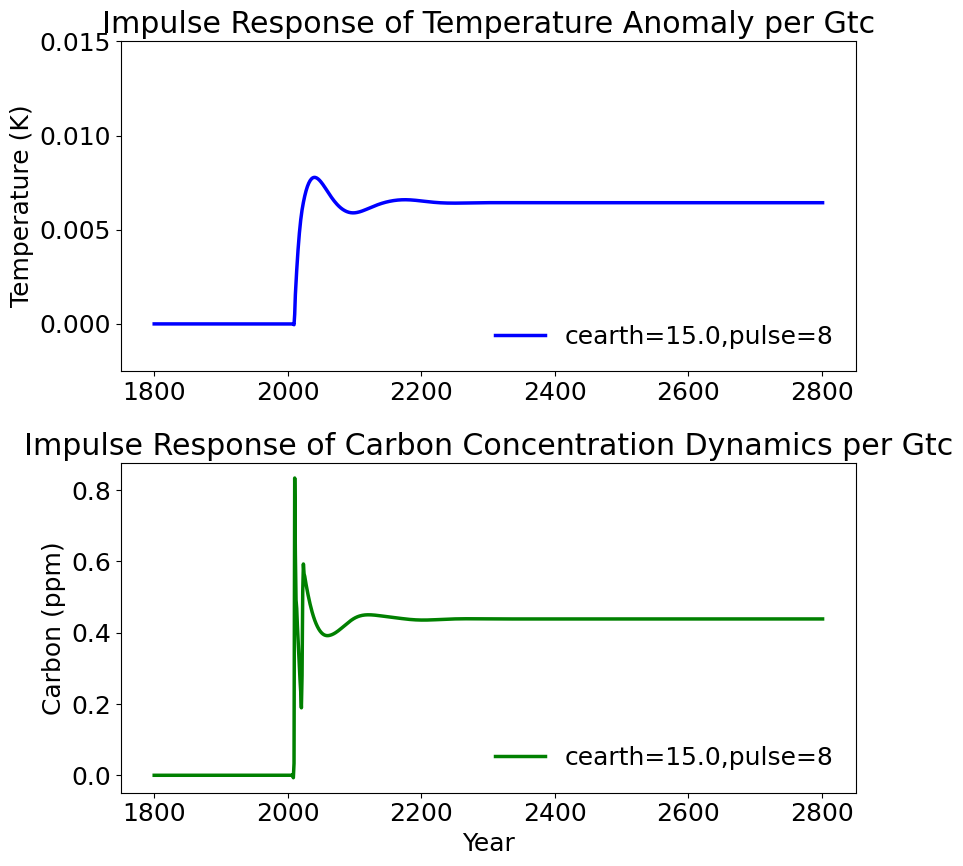 Impulse Response of Temperature Anomaly per Gtc
0.015
0.010
0.005
0.000
Temperature (K)
cearth=15.0,pulse=8
1800 2000 2200 2400 2600 2800
Impulse Response of Carbon Concentration Dynamics per Gtc
0.8
0.6
0.4
0.2
0.0
Carbon (ppm)
cearth=15.0,pulse=8
1800 2000 2200 2400 2600 2800
Year